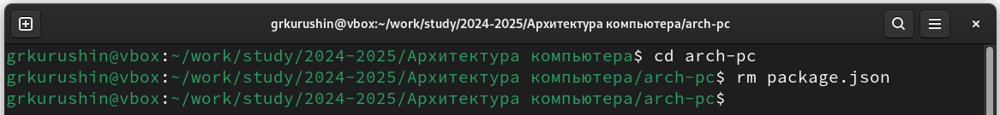 grkurushin@vbox:~/work/study/2024-2025/Архитектура компьютера/arch-pc
grkurushin@vbox:~/work/study/2024-2025/Архитектура компьютера$ cd arch-pc
grkurushin@vbox:~/work/study/2024-2025/Архитектура компьютера/arch-pc$ rm package.json
grkurushin@vbox:~/work/study/2024-2025/Архитектура компьютера/arch-pc$